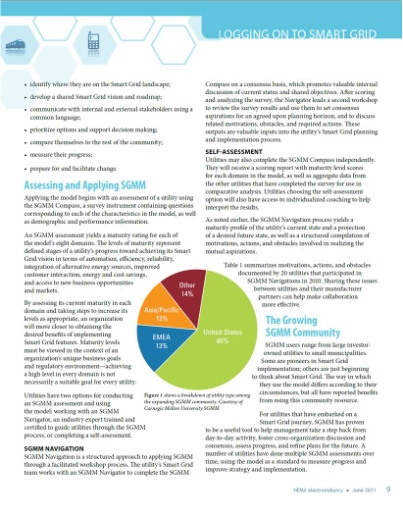 LOGGING ON TO SMART GRID
• identify where they are on the Smart Grid landscape;
• develop a shared Smart Grid vision and roadmap;
• communicate with internal and external stakeholders using a
common language;
• prioritize options and support decision making;
• compare themselves to the rest of the community;
• measure their progress;
• prepare for and facilitate change.
Assessing and Applying SGMM
Applying the model begins with an assessment of a utility using
the SGMM Compass, a survey instrument containing questions
corresponding to each of the characteristics in the model, as well
as demographic and performance information.
An SGMM assessment yields a maturity rating for each of
the model's eight domains. The levels of maturity represent
defined stages of a utility's progress toward achieving its Smart
Grid vision in terms of automation, efficiency, reliability,
integration of alternative energy sources, improved
customer interaction, energy and cost savings,
and access to new business opportunities
and markets.
By assessing its current maturity in each
domain and taking steps to increase its
levels as appropriate, an organization
will move closer to obtaining the
desired benefits of implementing
Smart Grid features. Maturity levels
must be viewed in the context of an
organization's unique business goals
and regulatory environment—achieving
a high level in every domain is not
necessarily a suitable goal for every utility.
Utilities have two options for conducting
an SGMM assessment and using
the model: working with an SGMM
Navigator, an industry expert trained and
certified to guide utilities through the SGMM
process, or completing a self-assessment.
SGMM NAVIGATION
SGMM Navigation is a structured approach to applying SGMM
through a facilitated workshop process. The utility's Smart Grid
team works with an SGMM Navigator to complete the SGMM
Compass on a consensus basis, which promotes valuable internal
discussion of current status and shared objectives. After scoring
and analyzing the survey, the Navigator leads a second workshop
to review the survey results and use them to set consensus
aspirations for an agreed upon planning horizon, and to discuss
related motivations, obstacles, and required actions. These
outputs are valuable inputs into the utility's Smart Grid planning
and implementation process.
SELF-ASSESSMENT
Utilities may also complete the SGMM Compass independently.
They will receive a scoring report with maturity level scores
for each domain in the model, as well as aggregate data from
the other utilities that have completed the survey for use in
comparative analysis. Utilities choosing the self-assessment
option will also have access to individualized coaching to help
interpret the results.
As noted earlier, the SGMM Navigation process yields a
maturity profile of the utility's current state and a projection
of a desired future state, as well as a structured compilation of
motivations, actions, and obstacles involved in realizing the
mutual aspirations.
Table 1 summarizes motivations, actions, and obstacles
documented by 20 utilities that participated in
SGMM Navigations in 2010. Sharing these issues
between utilities and their manufacturer
partners can help make collaboration
more effective.
Other
14%
Asia/Pacific
13%
EMEA
13%
United States
60%
Figure 1 shows a breakdown of utility type among
the expanding SGMM community. Courtesy of
Carnegie Mellon University SGMM
The Growing
SGMM Community
SGMM users range from large investor-
owned utilities to small municipalities.
Some are pioneers in Smart Grid
implementation; others are just beginning
to think about Smart Grid. The way in which
they use the model differs according to their
circumstances, but all have reported benefits
from using this community resource.
For utilities that have embarked on a
Smart Grid journey, SGMM has proven
to be a useful tool to help management take a step back from
day-to-day activity, foster cross-organization discussion and
consensus, assess progress, and refine plans for the future. A
number of utilities have done multiple SGMM assessments over
time, using the model as a standard to measure progress and
improve strategy and implementation.
NEMA electroindustry • June 2011 9